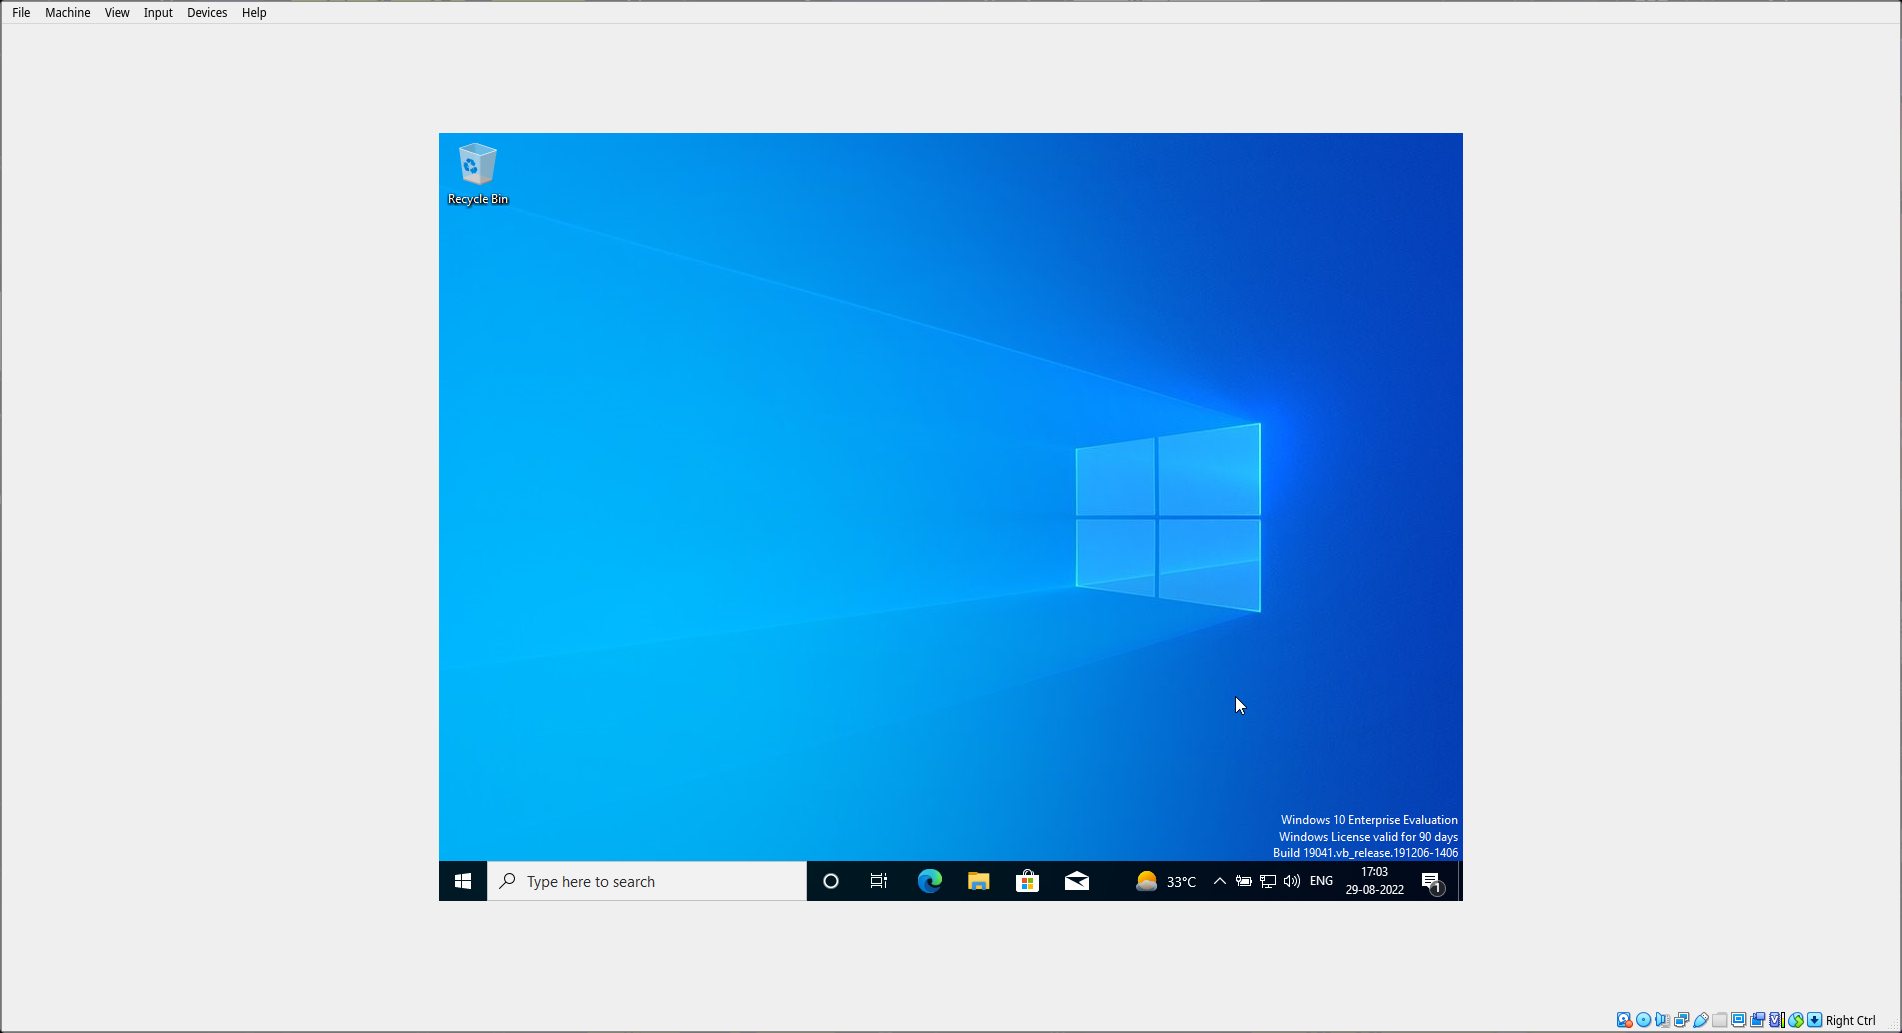 File Machine View Input Devices Help
Recycle Bin
Windows 10 Enterprise Evaluation
Windows License valid for 90 days
Build 19041.vb_release.191206-1406
Type here to search
33°C
ENG
17:03
29-08-2022
1
Right Ctrl